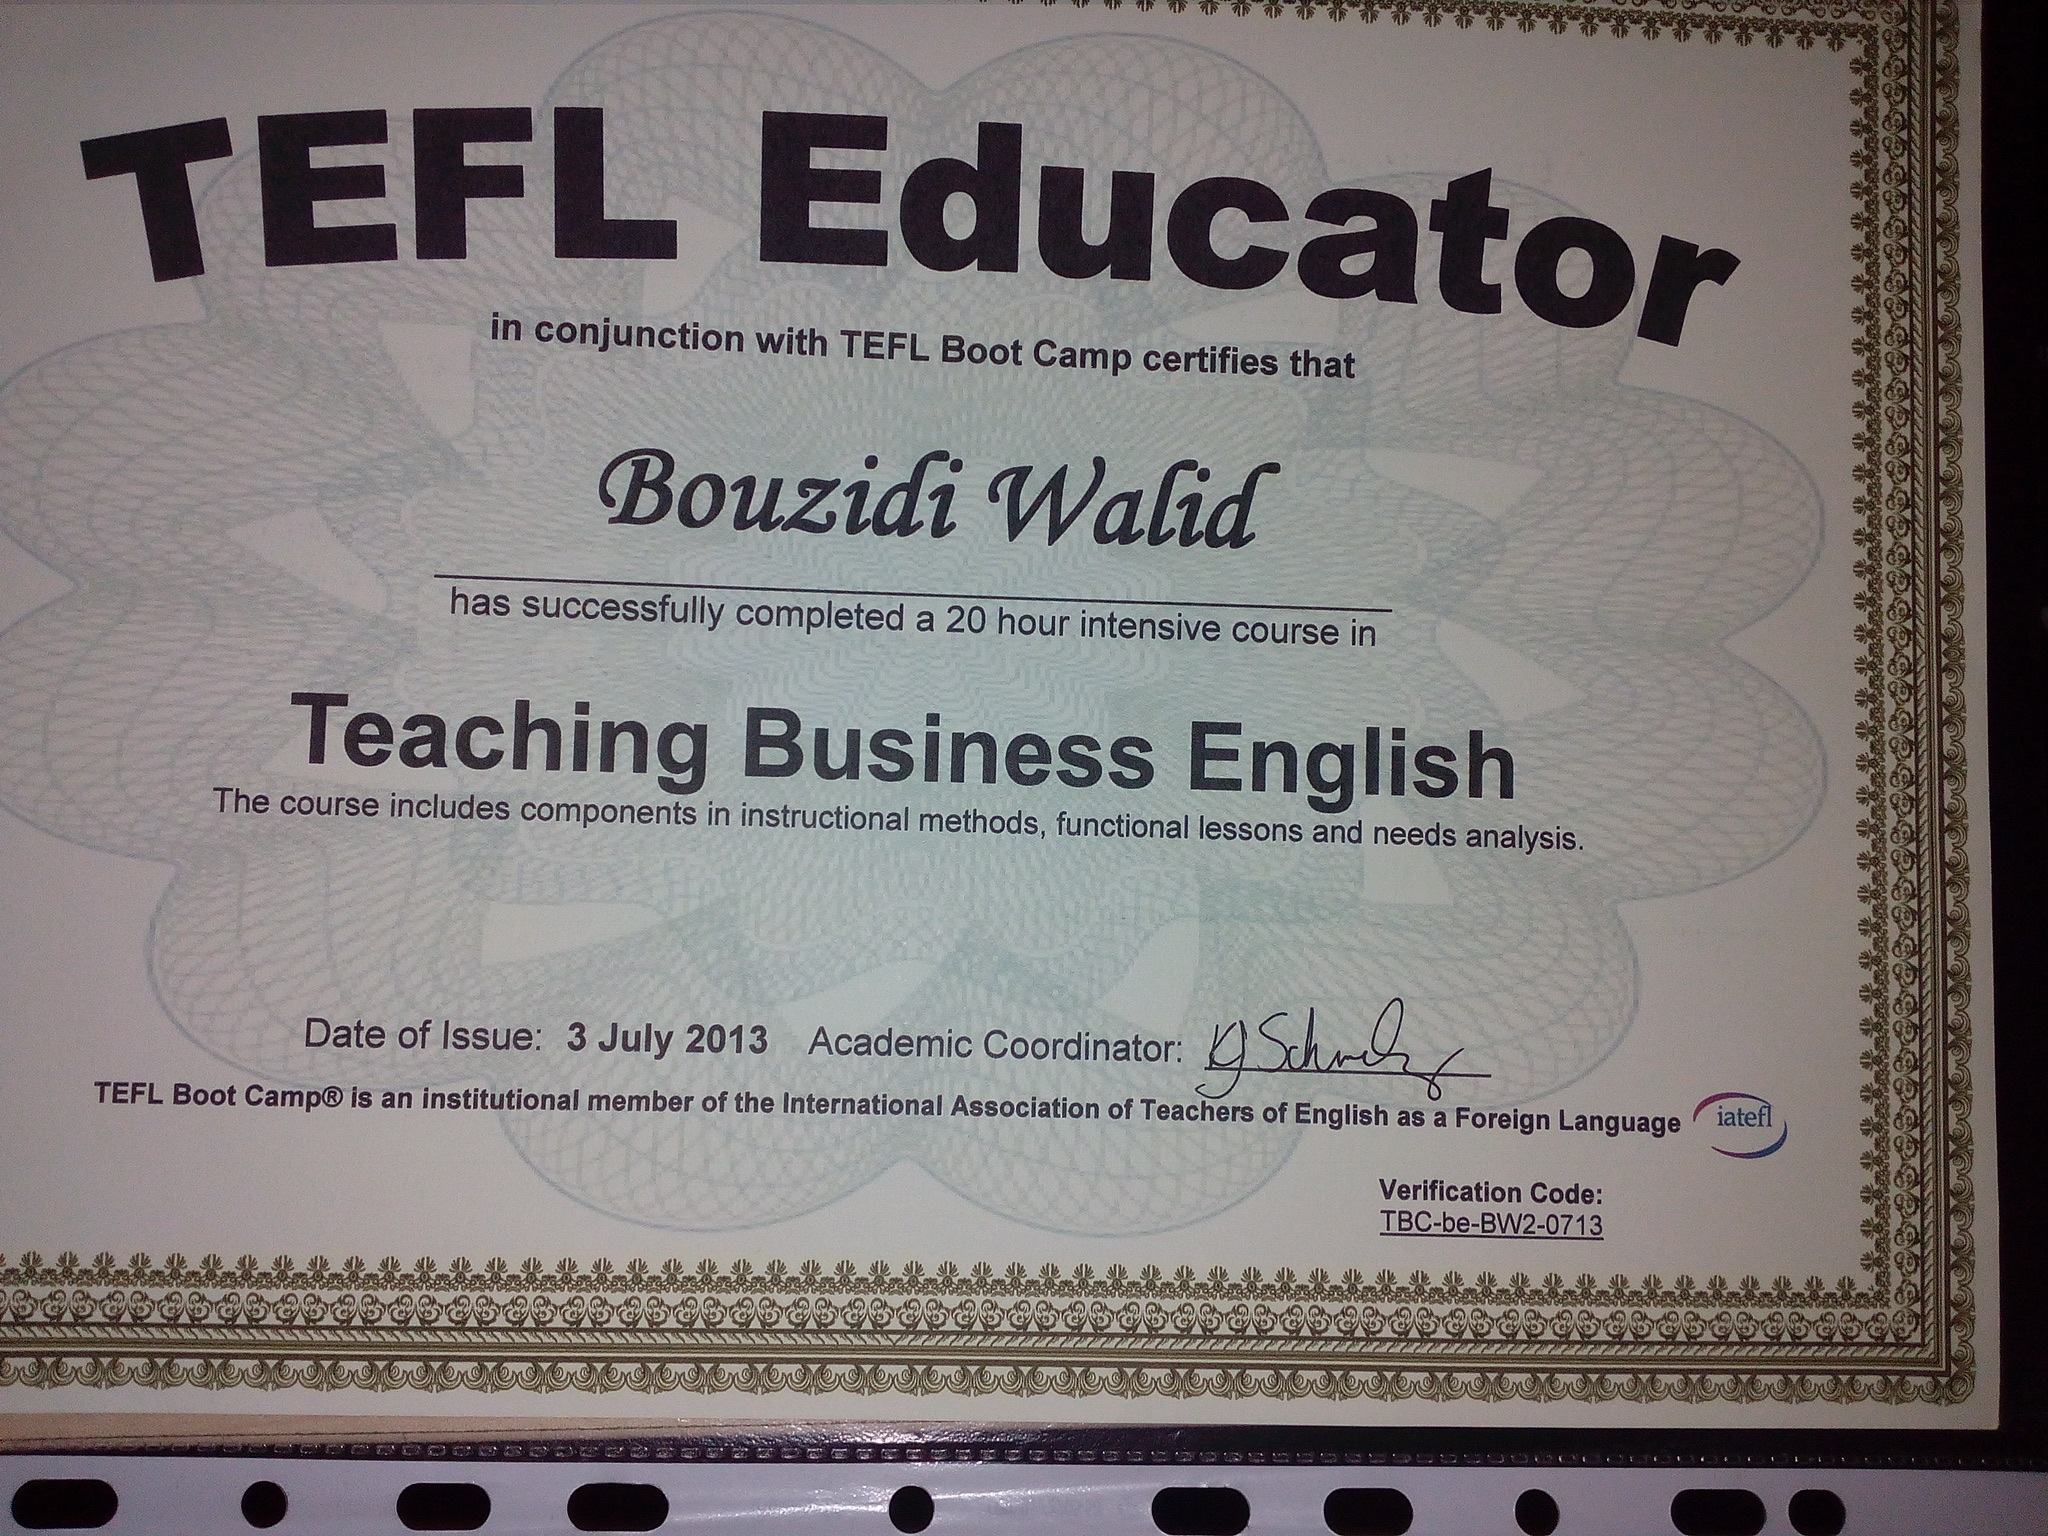 TEFL Educator
in conjunction with TEFL Boot Camp certifies that
Bouzidi Walid
has successfully completed a 20 hour intensive course in
Teaching Business English
The course includes components in instructional methods, functional lessons and needs analysis.
Date of Issue: 3 July 2013 Academic Coordinator:
TEFL Boot Camp® is an institutional member of the International Association of Teachers of English as a Foreign Language iatefl
Verification Code:
TBC-be-BW2-0713